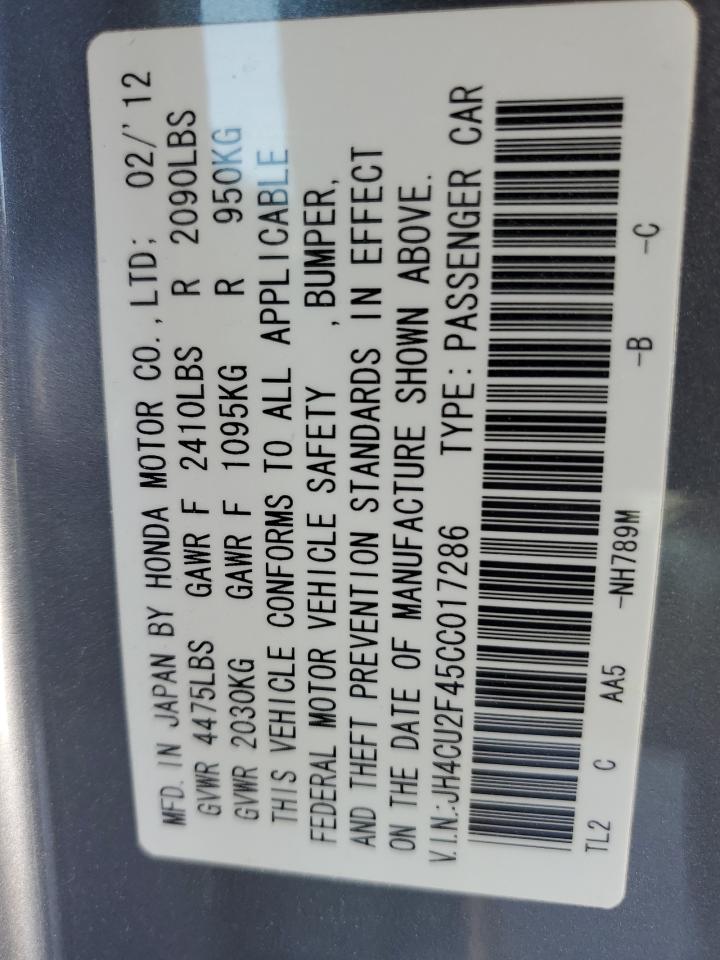 MFD. IN JAPAN BY HONDA MOTOR CO., LTD; 02/'12
GVWR 4475LBS GAWR F 2410LBS R 2090LBS
GVWR 2030KG GAWR F 1095KG R 950KG
THIS VEHICLE CONFORMS TO ALL APPLICABLE
FEDERAL MOTOR VEHICLE SAFETY , BUMPER,
AND THEFT PREVENTION STANDARDS IN EFFECT
ON THE DATE OF MANUFACTURE SHOWN ABOVE.
V.I.N.:JH4CU2F45CC017286 TYPE:PASSENGER CAR
TL2 C AA5 -NH789M -B -C